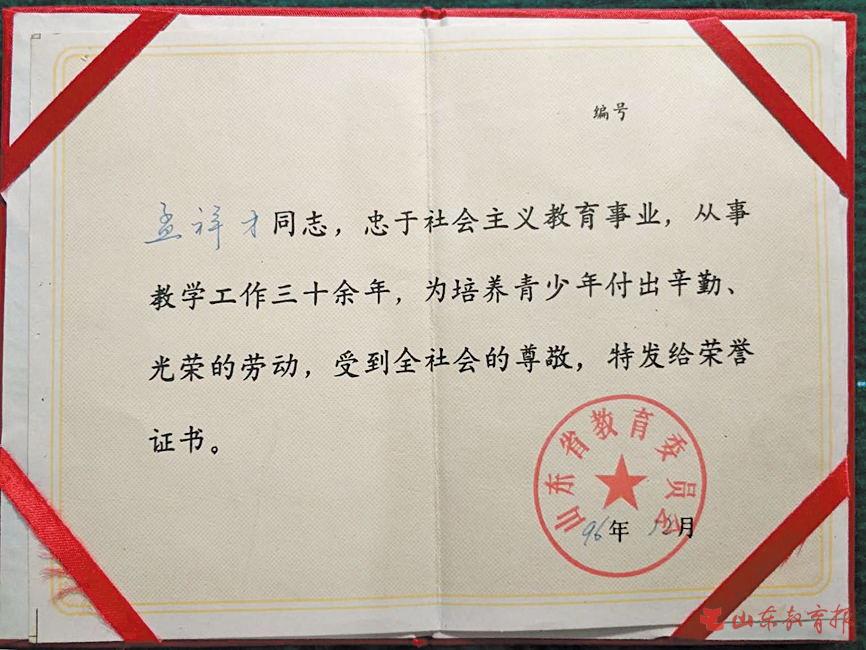 编号
孟祥才同志，忠于社会主义教育事业，从事
教学工作三十余年，为培养青少年付出辛勤、
光荣的劳动，受到全社会的尊敬，特发给荣誉
证书。
山东省教育委员会
96年12月
山东教育报